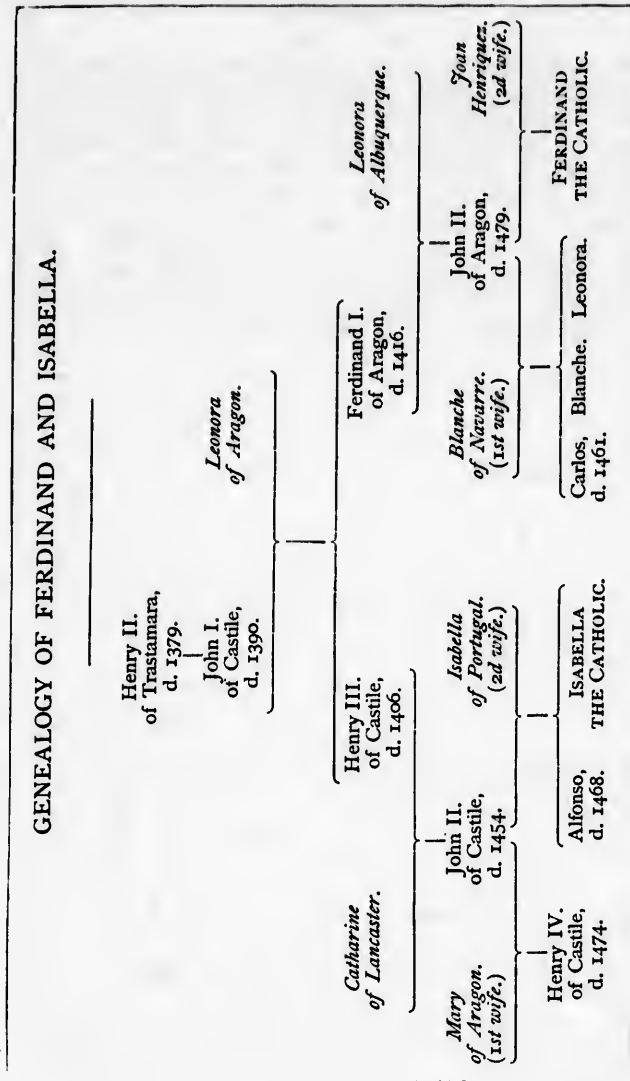 GENEALOGY OF FERDINAND AND ISABELLA.
Henry II.
of Trastamara,
d. 1379.
John I.
of Castile,
d. 1390.
Leonora
of Aragon.
Catharine
of Lancaster.
Henry III.
of Castile,
d. 1406.
Ferdinand I.
of Aragon,
d. 1416.
Leonora
of Albuquerque.
Mary
of Aragon.
(1st wife.)
John II.
of Castile,
d. 1454.
Isabella
of Portugal.
(2d wife.)
Blanche
of Navarre.
(1st wife.)
John II.
of Aragon,
d. 1479.
Joan
Henriquez.
(2d wife.)
Henry IV.
of Castile,
d. 1474.
Alfonso,
d. 1468.
ISABELLA
THE CATHOLIC.
Carlos,
d. 1461.
Blanche.
Leonora.
FERDINAND
THE CATHOLIC.